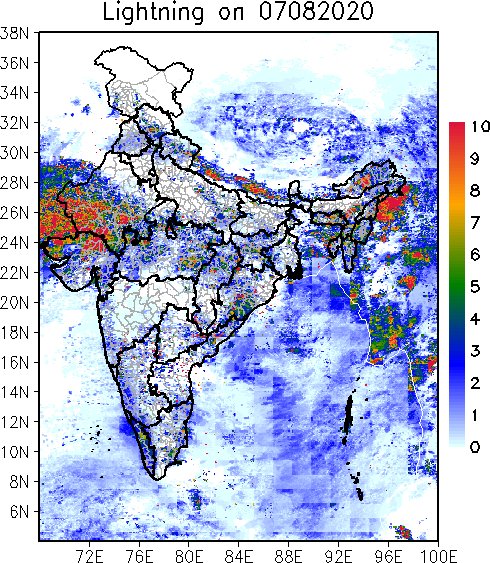 Lightning on 07082020
38N
36N
34N
32N
30N
28N
26N
24N
22N
20N
18N
16N
14N
12N
10N
8N
6N
72E 76E 80E 84E 88E 92E 96E 100E
10
9
8
7
6
5
4
3
2
1
0